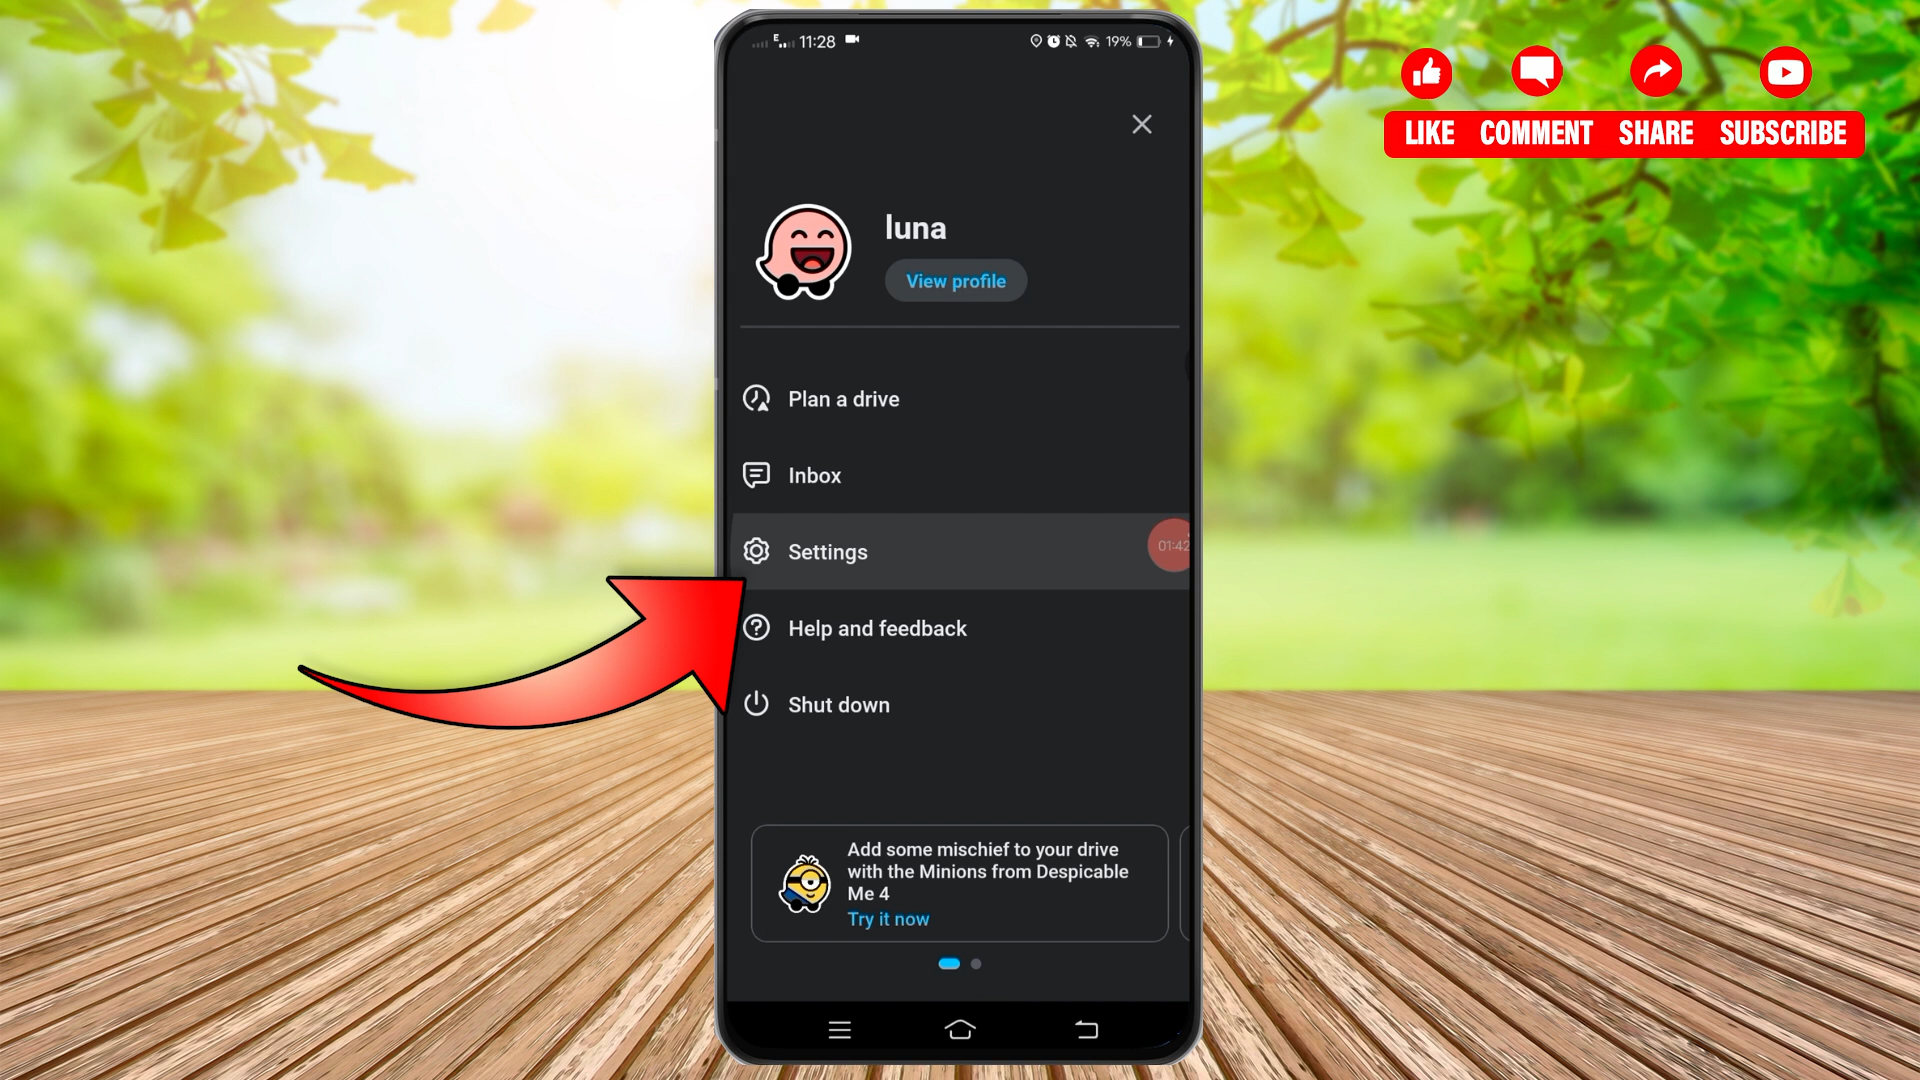 E 11:28 19%
LIKE COMMENT SHARE SUBSCRIBE
luna
View profile
Plan a drive
Inbox
Settings
01:42
Help and feedback
Shut down
Add some mischief to your drive
with the Minions from Despicable
Me 4
Try it now